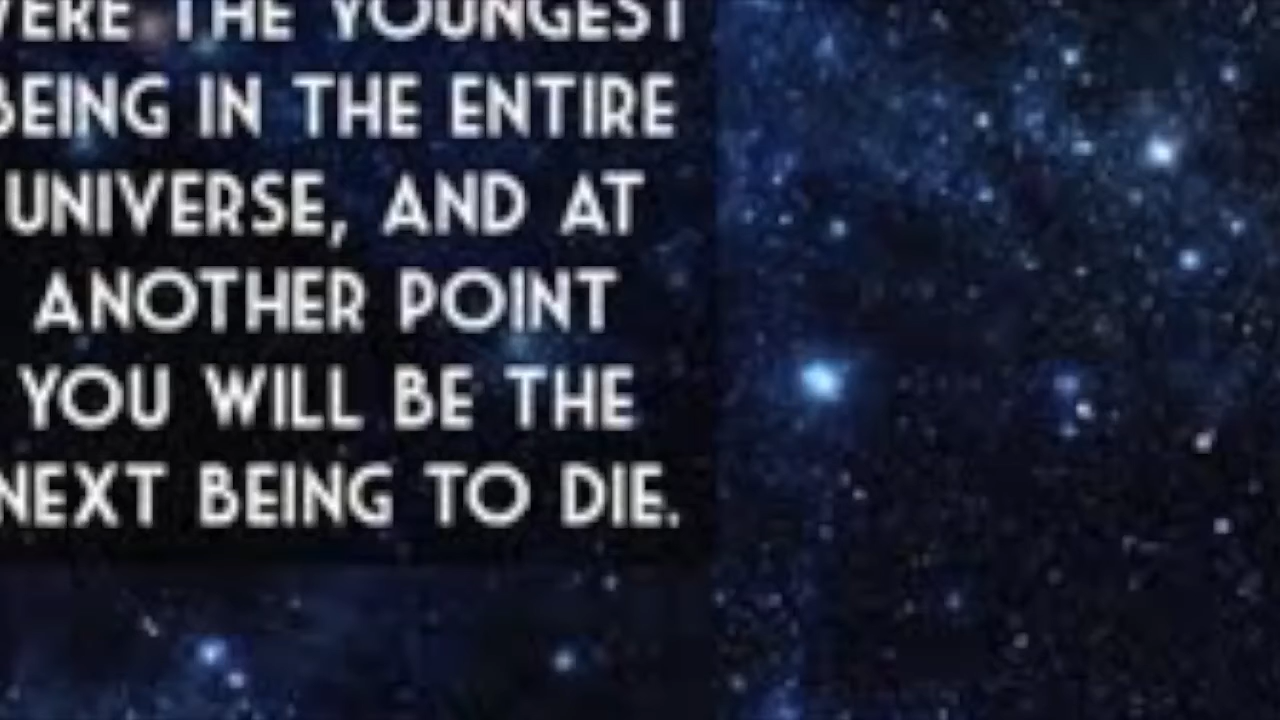 WERE THE YOUNGEST
BEING IN THE ENTIRE
UNIVERSE, AND AT
ANOTHER POINT
YOU WILL BE THE
NEXT BEING TO DIE.